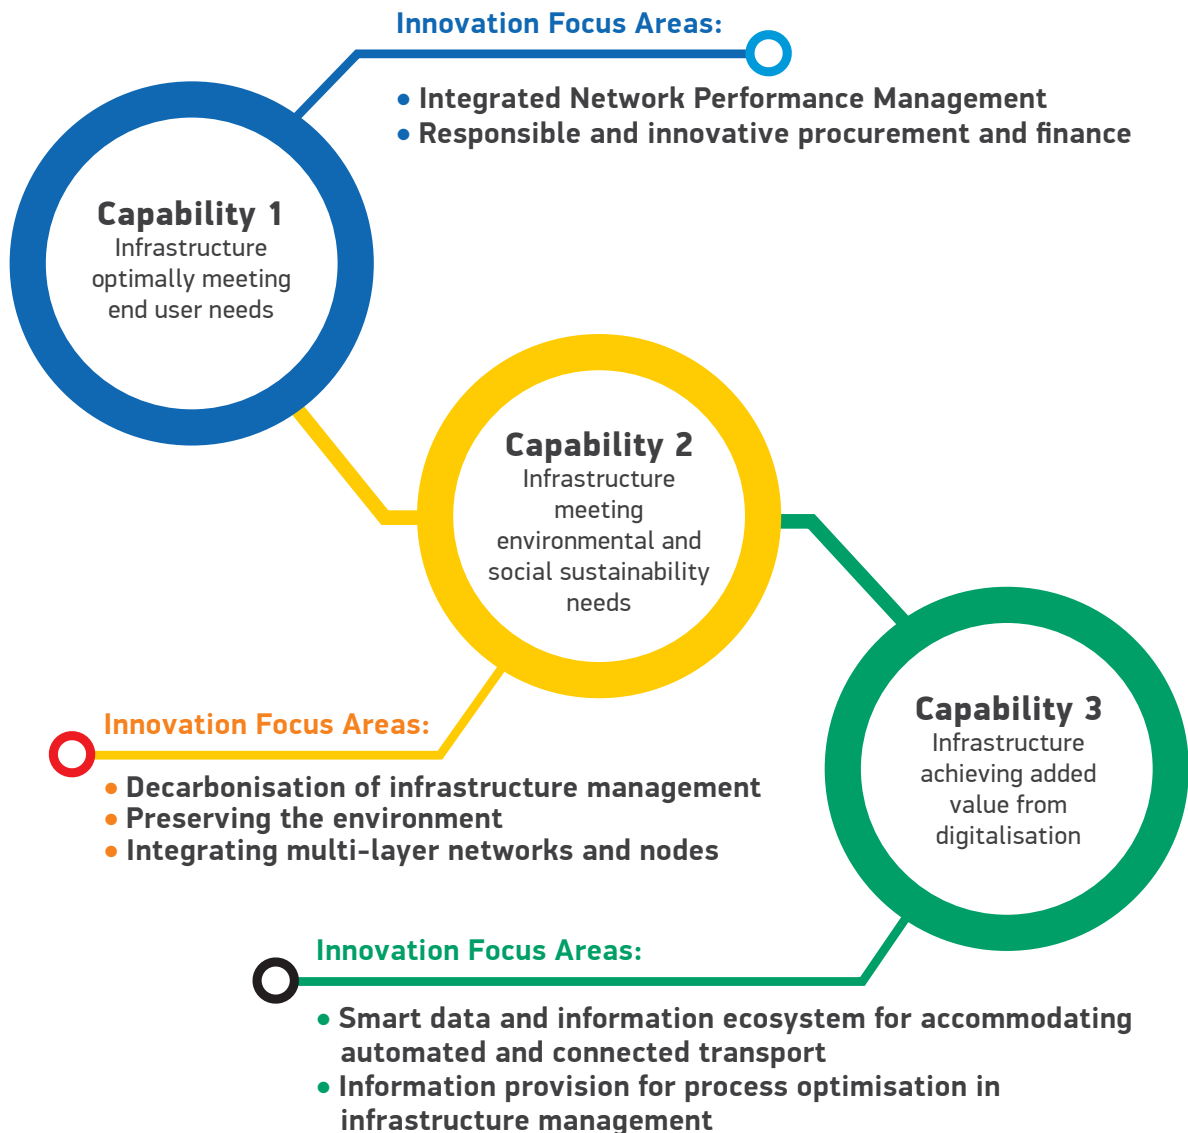 Innovation Focus Areas:
• Integrated Network Performance Management
• Responsible and innovative procurement and finance
Capability 1
Infrastructure
optimally meeting
end user needs
Capability 2
Infrastructure
meeting
environmental and
social sustainability
needs
Innovation Focus Areas:
• Decarbonisation of infrastructure management
• Preserving the environment
• Integrating multi-layer networks and nodes
Capability 3
Infrastructure
achieving added
value from
digitalisation
Innovation Focus Areas:
• Smart data and information ecosystem for accommodating
automated and connected transport
• Information provision for process optimisation in
infrastructure management